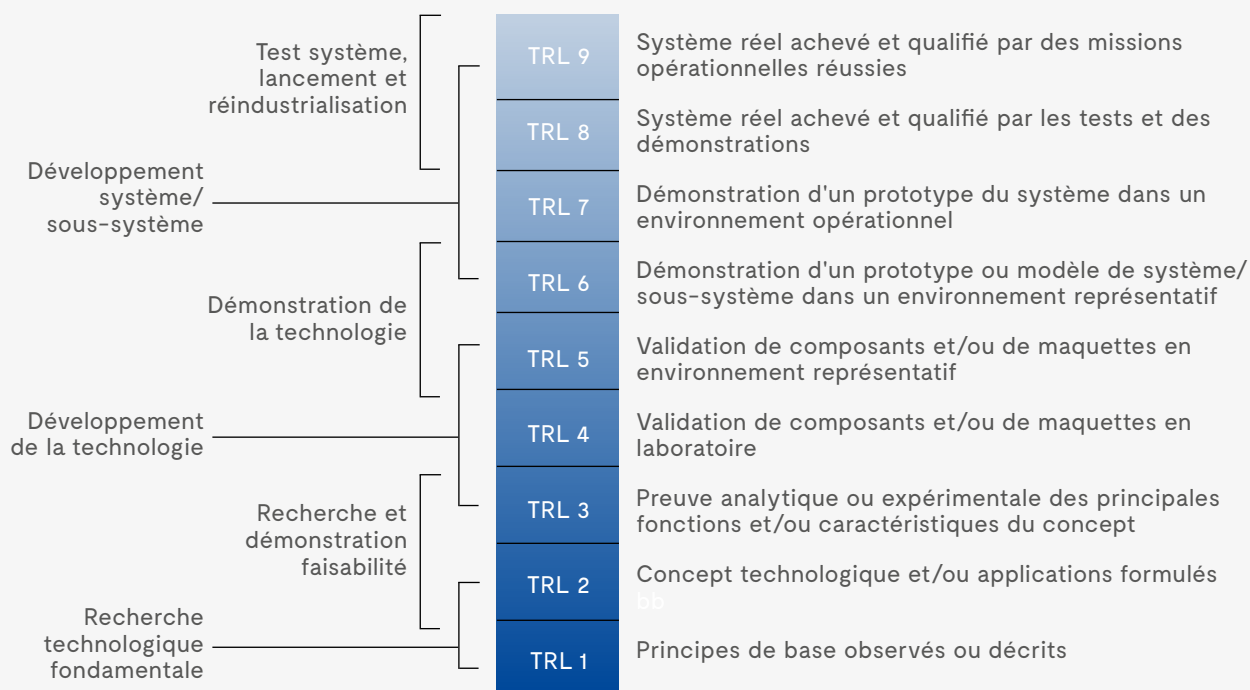 Test système,
lancement et
réindustrialisation
Développement
système/
sous-système
Démonstration de
la technologie
Développement
de la technologie
Recherche et
démonstration
faisabilité
Recherche
technologique
fondamentale
TRL 9
Système réel achevé et qualifié par des missions
opérationnelles réussies
TRL 8
Système réel achevé et qualifié par les tests et des
démonstrations
TRL 7
Démonstration d'un prototype du système dans un
environnement opérationnel
TRL 6
Démonstration d'un prototype ou modèle de système/
sous-système dans un environnement représentatif
TRL 5
Validation de composants et/ou de maquettes en
environnement représentatif
TRL 4
Validation de composants et/ou de maquettes en
laboratoire
TRL 3
Preuve analytique ou expérimentale des principales
fonctions et/ou caractéristiques du concept
TRL 2
Concept technologique et/ou applications formulés
bb
TRL 1
Principes de base observés ou décrits